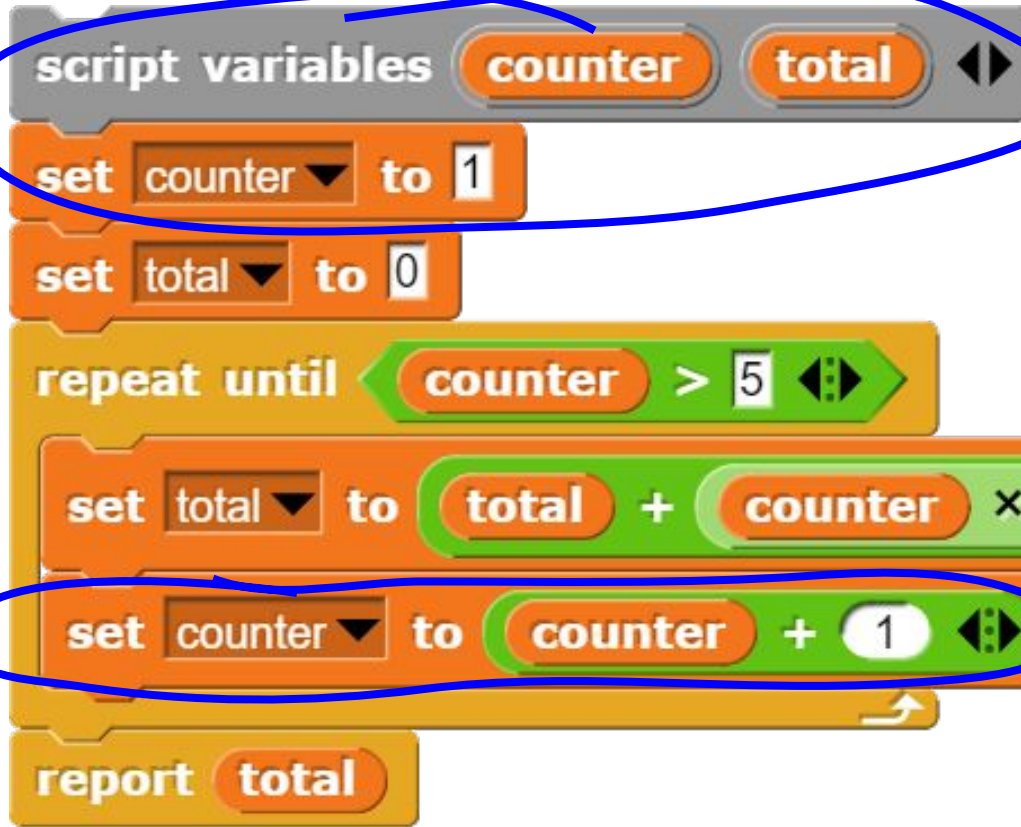 script variables counter total
set counter to 1
set total to 0
repeat until counter > 5
set total to total + counter ×
set counter to counter + 1
report total